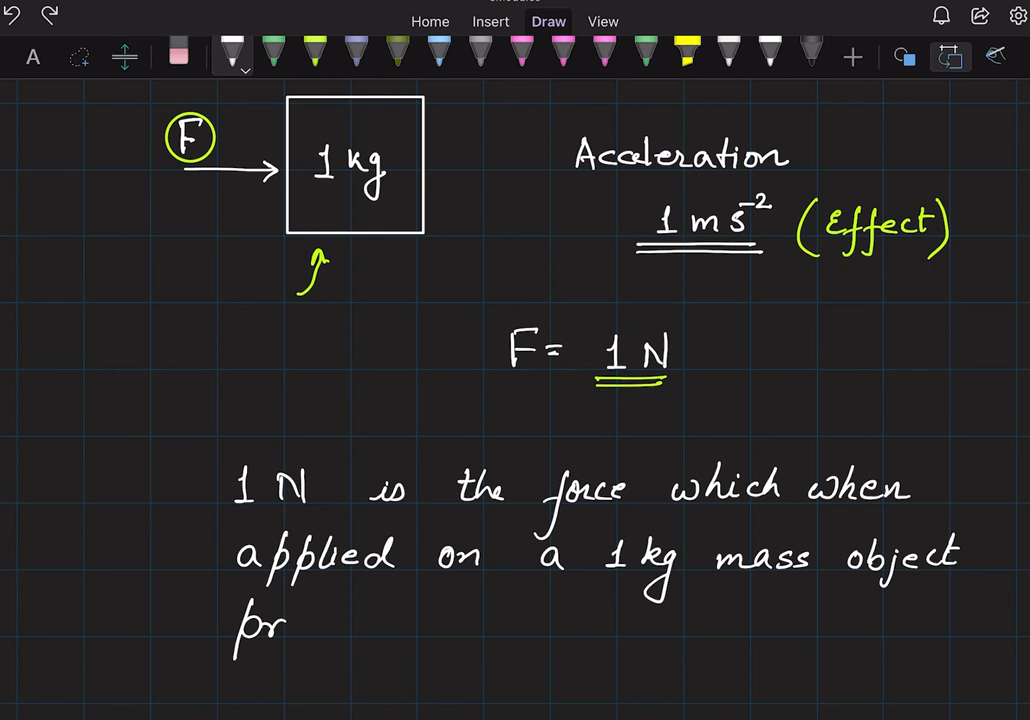 Home Insert Draw View
A
F
1 kg
Acceleration
1 m s⁻² (Effect)
F = 1 N
1 N is the force which when
applied on a 1 kg mass object
pr